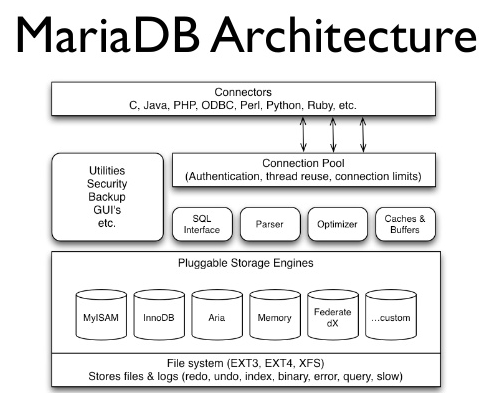 MariaDB Architecture
Connectors
C, Java, PHP, ODBC, Perl, Python, Ruby, etc.
Connection Pool
(Authentication, thread reuse, connection limits)
Utilities
Security
Backup
GUI's
etc.
SQL
Interface
Parser
Optimizer
Caches &
Buffers
Pluggable Storage Engines
MyISAM
InnoDB
Aria
Memory
Federate
dX
...custom
File system (EXT3, EXT4, XFS)
Stores files & logs (redo, undo, index, binary, error, query, slow)